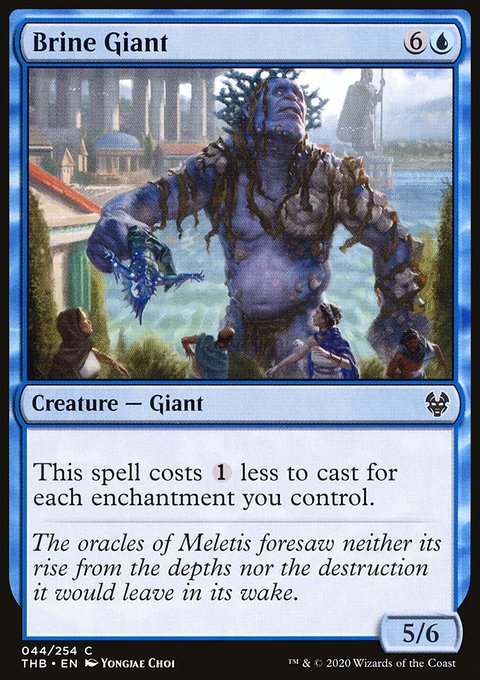 Brine Giant 6
Creature — Giant
This spell costs 1 less to cast for
each enchantment you control.
The oracles of Meletis foresaw neither its
rise from the depths nor the destruction
it would leave in its wake.
5/6
044/254 C
THB • EN Yongjae Choi
™ & © 2020 Wizards of the Coast